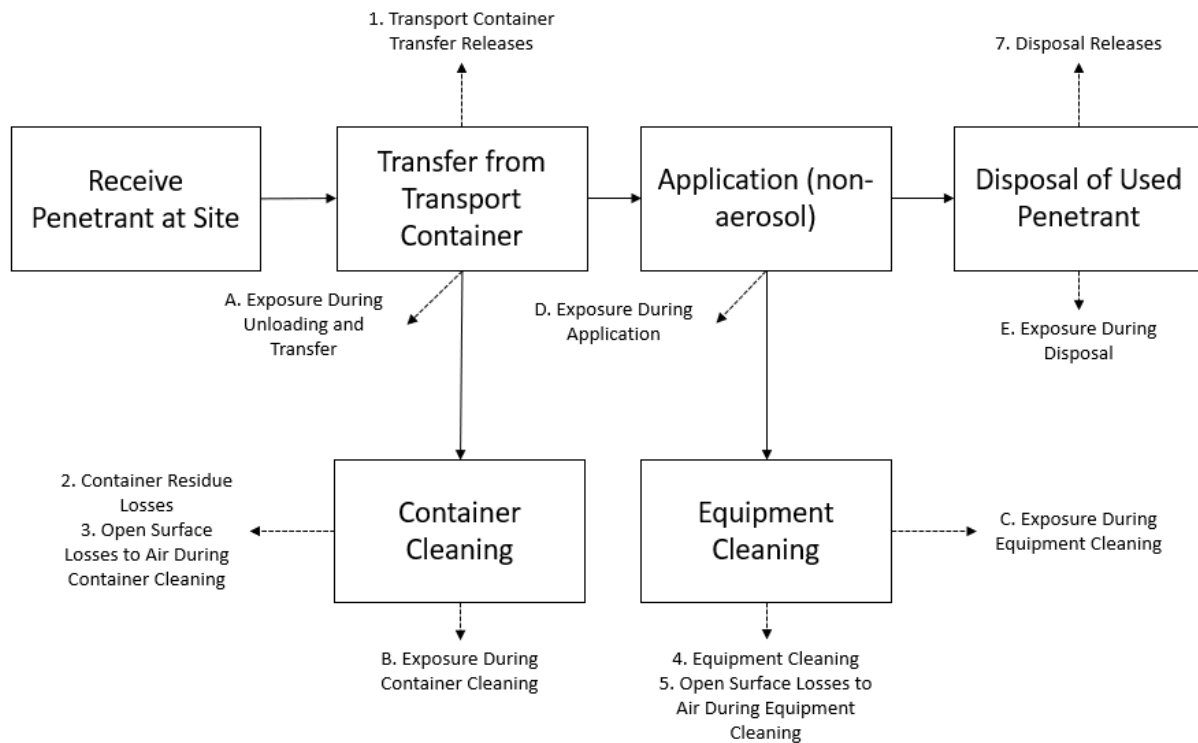 1. Transport Container
Transfer Releases
7. Disposal Releases
Receive
Penetrant at Site
Transfer from
Transport
Container
Application (non-
aerosol)
Disposal of Used
Penetrant
A. Exposure During
Unloading and
Transfer
D. Exposure During
Application
E. Exposure During
Disposal
2. Container Residue
Losses
3. Open Surface
Losses to Air During
Container Cleaning
Container
Cleaning
Equipment
Cleaning
C. Exposure During
Equipment Cleaning
B. Exposure During
Container Cleaning
4. Equipment Cleaning
5. Open Surface Losses to
Air During Equipment
Cleaning